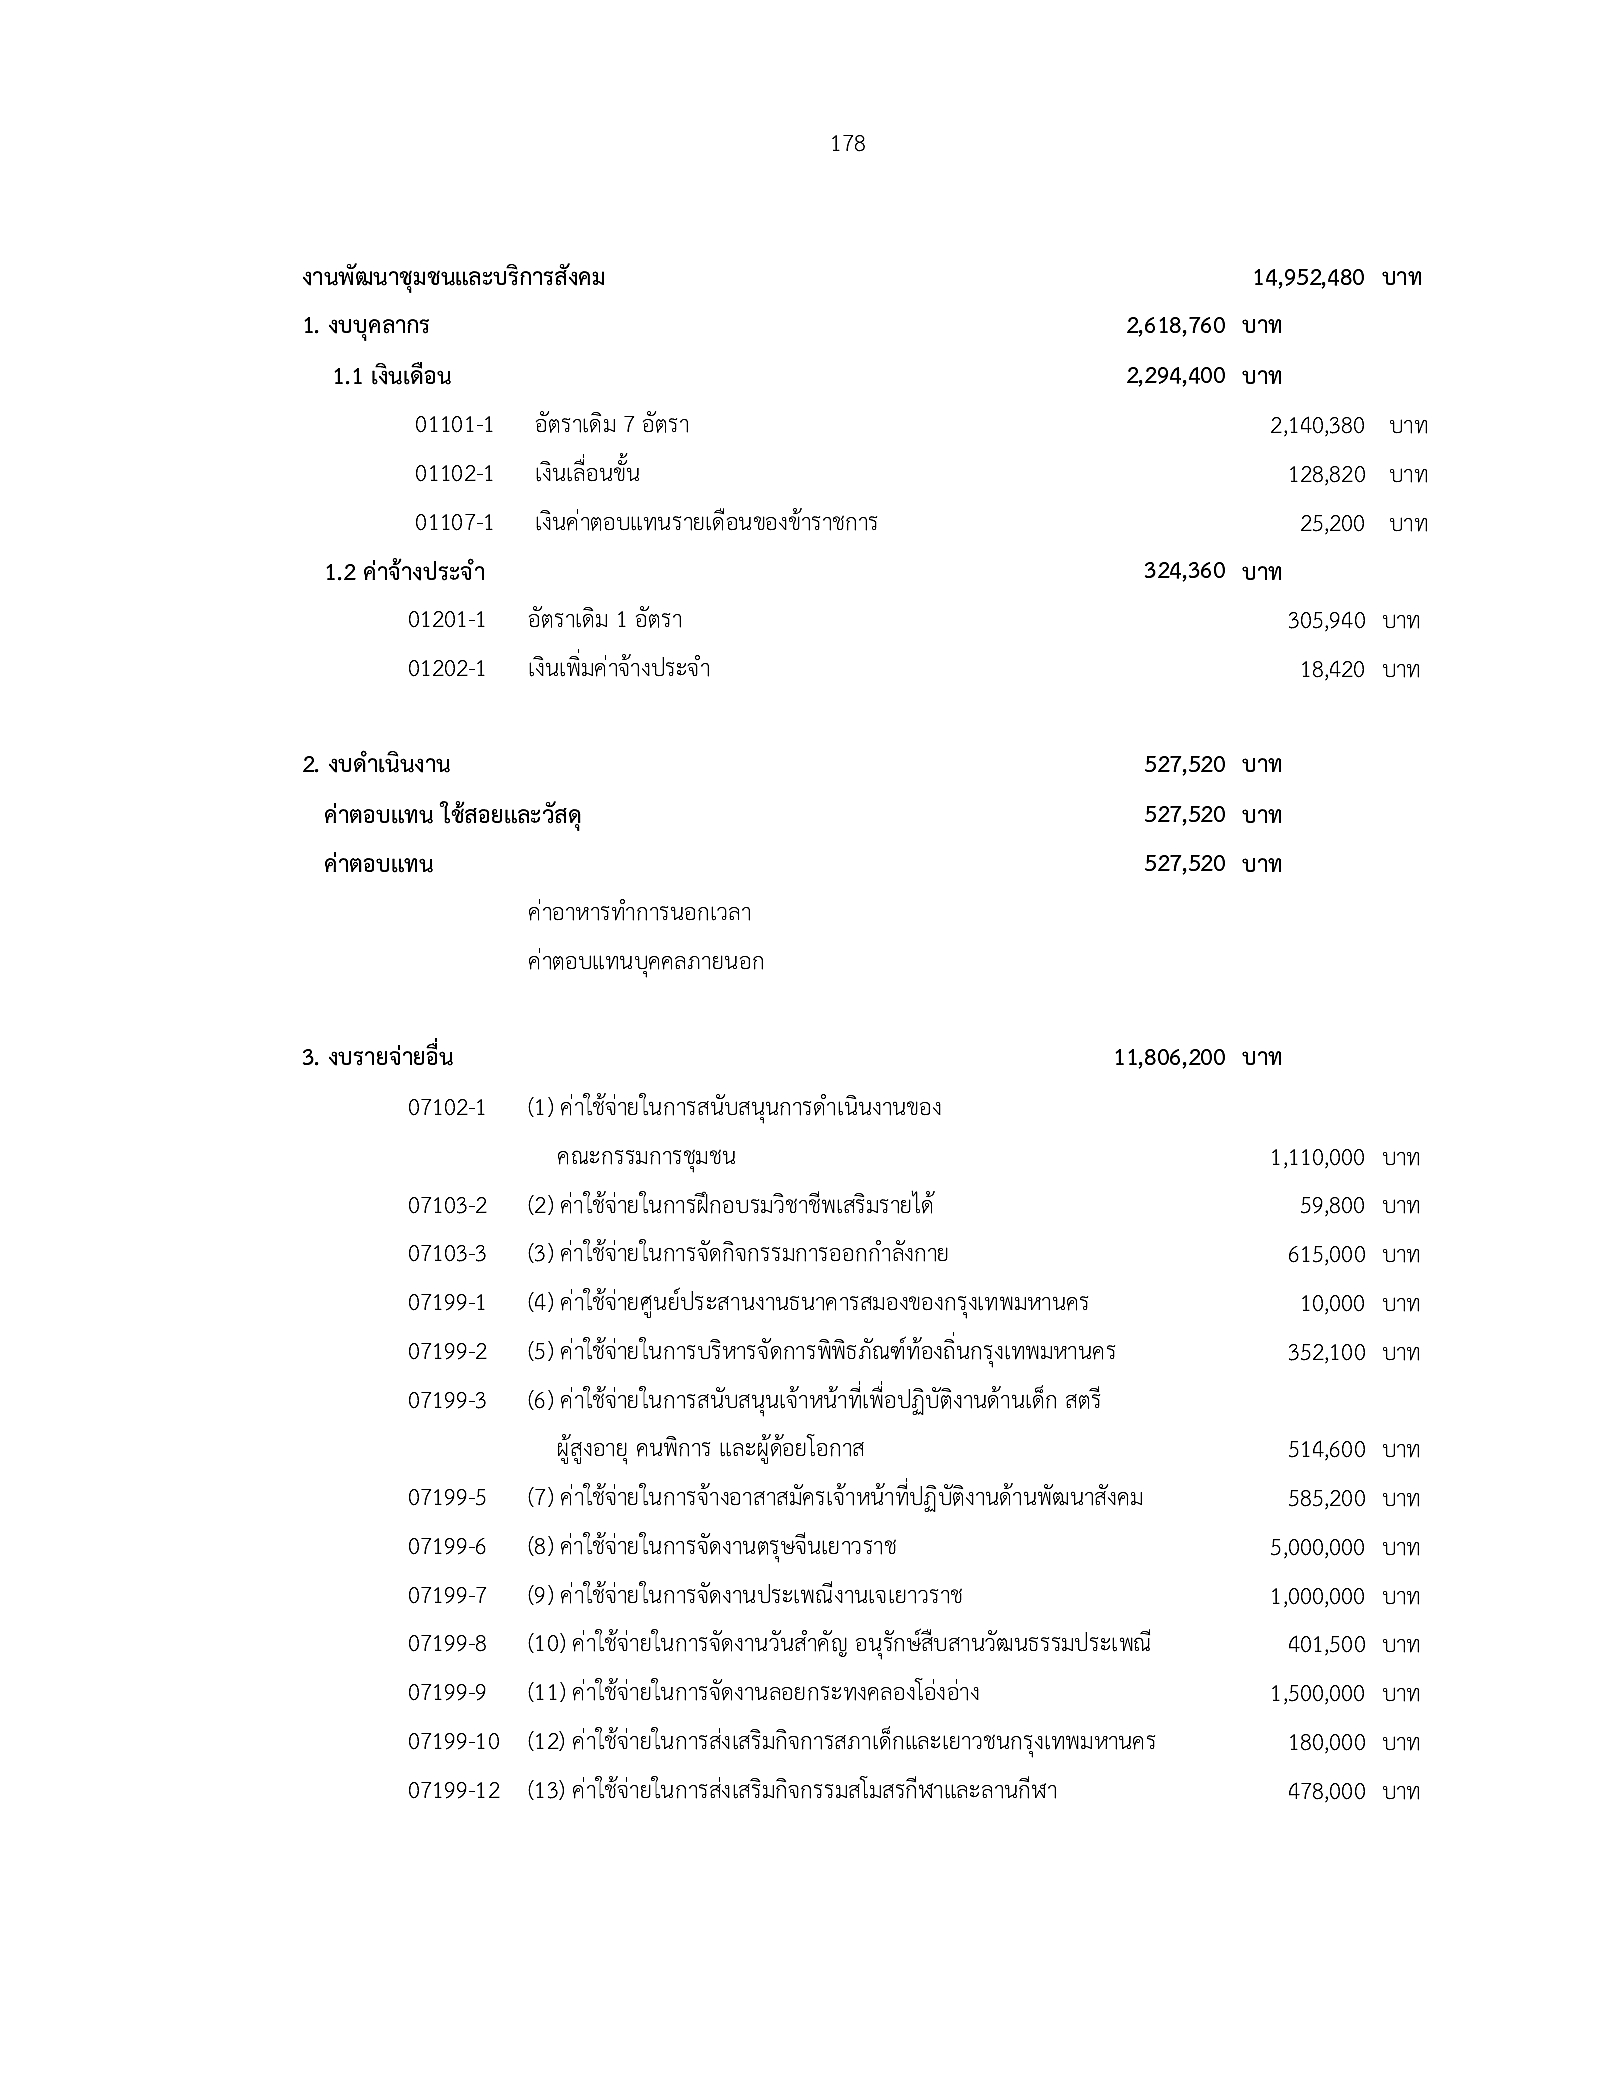 178
งานพัฒนาชุมชนและบริการสังคม 14,952,480 บาท
1. งบบุคลากร 2,618,760 บาท
1.1 เงินเดือน 2,294,400 บาท
01101-1 อัตราเดิม 7 อัตรา 2,140,380 บาท
01102-1 เงินเลื่อนขั้น 128,820 บาท
01107-1 เงินค่าตอบแทนรายเดือนของข้าราชการ 25,200 บาท
1.2 ค่าจ้างประจำ 324,360 บาท
01201-1 อัตราเดิม 1 อัตรา 305,940 บาท
01202-1 เงินเพิ่มค่าจ้างประจำ 18,420 บาท
2. งบดำเนินงาน 527,520 บาท
ค่าตอบแทน ใช้สอยและวัสดุ 527,520 บาท
ค่าตอบแทน 527,520 บาท
ค่าอาหารทำการนอกเวลา
ค่าตอบแทนบุคคลภายนอก
3. งบรายจ่ายอื่น 11,806,200 บาท
07102-1 (1) ค่าใช้จ่ายในการสนับสนุนการดำเนินงานของ
คณะกรรมการชุมชน 1,110,000 บาท
07103-2 (2) ค่าใช้จ่ายในการฝึกอบรมวิชาชีพเสริมรายได้ 59,800 บาท
07103-3 (3) ค่าใช้จ่ายในการจัดกิจกรรมการออกกำลังกาย 615,000 บาท
07199-1 (4) ค่าใช้จ่ายศูนย์ประสานงานธนาคารสมองของกรุงเทพมหานคร 10,000 บาท
07199-2 (5) ค่าใช้จ่ายในการบริหารจัดการพิพิธภัณฑ์ท้องถิ่นกรุงเทพมหานคร 352,100 บาท
07199-3 (6) ค่าใช้จ่ายในการสนับสนุนเจ้าหน้าที่เพื่อปฏิบัติงานด้านเด็ก สตรี
ผู้สูงอายุ คนพิการ และผู้ด้อยโอกาส 514,600 บาท
07199-5 (7) ค่าใช้จ่ายในการจ้างอาสาสมัครเจ้าหน้าที่ปฏิบัติงานด้านพัฒนาสังคม 585,200 บาท
07199-6 (8) ค่าใช้จ่ายในการจัดงานตรุษจีนเยาวราช 5,000,000 บาท
07199-7 (9) ค่าใช้จ่ายในการจัดงานประเพณีงานเจเยาวราช 1,000,000 บาท
07199-8 (10) ค่าใช้จ่ายในการจัดงานวันสำคัญ อนุรักษ์สืบสานวัฒนธรรมประเพณี 401,500 บาท
07199-9 (11) ค่าใช้จ่ายในการจัดงานลอยกระทงคลองโอ่งอ่าง 1,500,000 บาท
07199-10 (12) ค่าใช้จ่ายในการส่งเสริมกิจการสภาเด็กและเยาวชนกรุงเทพมหานคร 180,000 บาท
07199-12 (13) ค่าใช้จ่ายในการส่งเสริมกิจกรรมสโมสรกีฬาและลานกีฬา 478,000 บาท